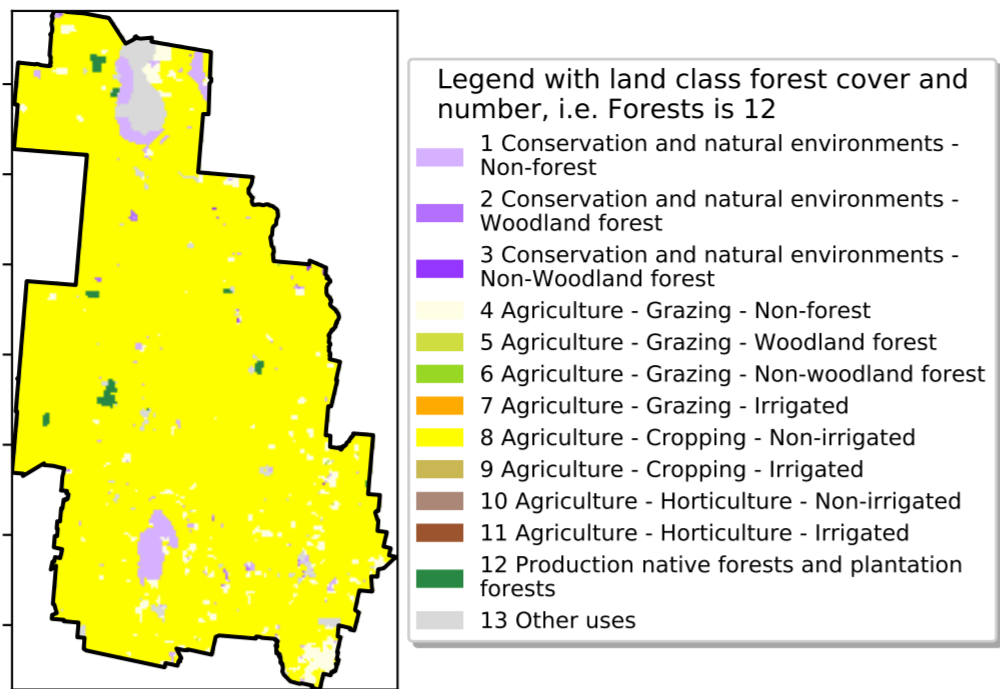 Legend with land class forest cover and
number, i.e. Forests is 12
1 Conservation and natural environments -
Non-forest
2 Conservation and natural environments -
Woodland forest
3 Conservation and natural environments -
Non-Woodland forest
4 Agriculture - Grazing - Non-forest
5 Agriculture - Grazing - Woodland forest
6 Agriculture - Grazing - Non-woodland forest
7 Agriculture - Grazing - Irrigated
8 Agriculture - Cropping - Non-irrigated
9 Agriculture - Cropping - Irrigated
10 Agriculture - Horticulture - Non-irrigated
11 Agriculture - Horticulture - Irrigated
12 Production native forests and plantation
forests
13 Other uses